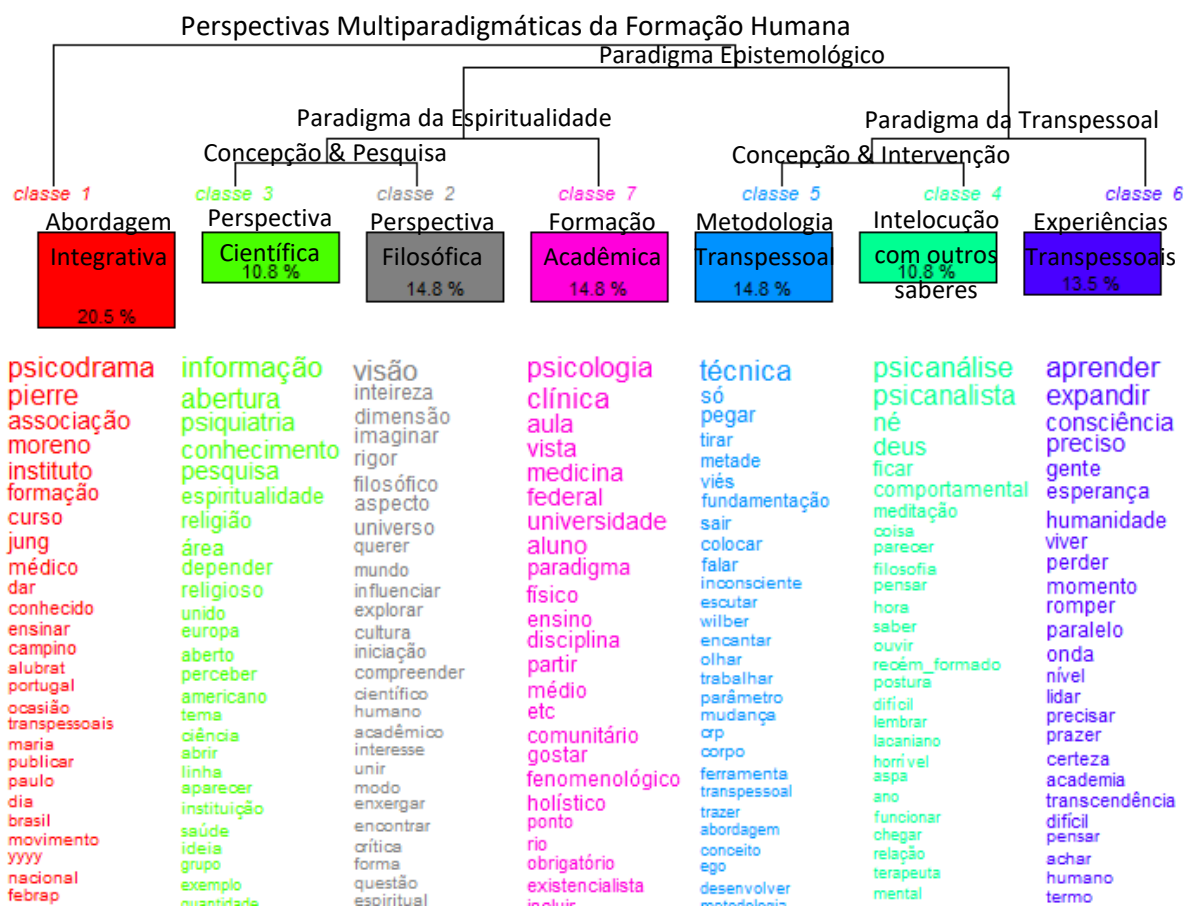 Perspectivas Multiparadigmáticas da Formação Humana
Paradigma Epistemológico
Paradigma da Espiritualidade
Paradigma da Transpessoal
Concepção & Pesquisa
Concepção & Intervenção
classe 1
classe 3
classe 2
classe 7
classe 5
classe 4
classe 6
Abordagem
Integrativa
20.5 %
Perspectiva
Científica
10.8 %
Perspectiva
Filosófica
14.8 %
Formação
Acadêmica
14.8 %
Metodologia
Transpessoal
14.8 %
Intelocução
com outros
10.8 %
saberes
Experiências
Transpessoais
13.5 %
psicodrama
pierre
associação
moreno
instituto
formação
curso
jung
médico
dar
conhecido
ensinar
campino
alubrat
portugal
ocasião
transpessoais
maria
publicar
paulo
dia
brasil
movimento
yyyy
nacional
febrap
informação
abertura
psiquiatria
conhecimento
pesquisa
espiritualidade
religião
área
depender
religioso
unido
europa
aberto
perceber
americano
tema
ciência
abrir
linha
aparecer
instituição
saúde
ideia
grupo
exemplo
quantidade
visão
inteireza
dimensão
imaginar
rigor
filosófico
aspecto
universo
querer
mundo
influenciar
explorar
cultura
iniciação
compreender
científico
humano
acadêmico
interesse
unir
modo
enxergar
encontrar
crítica
forma
questão
espiritual
psicologia
clínica
aula
vista
medicina
federal
universidade
aluno
paradigma
físico
ensino
disciplina
partir
médio
etc
comunitário
gostar
fenomenológico
holístico
ponto
rio
obrigatório
existencialista
incluir
técnica
só
pegar
tirar
metade
viés
fundamentação
sair
colocar
falar
inconsciente
escutar
wilber
encantar
olhar
trabalhar
parâmetro
mudança
crp
corpo
ferramenta
transpessoal
trazer
abordagem
conceito
ego
desenvolver
metodologia
psicanálise
psicanalista
né
deus
ficar
comportamental
meditação
coisa
parecer
filosofia
pensar
hora
saber
ouvir
recém_formado
postura
difícil
lembrar
lacaniano
horrível
aspa
ano
funcionar
chegar
relação
terapeuta
mental
aprender
expandir
consciência
preciso
gente
esperança
humanidade
viver
perder
momento
romper
paralelo
onda
nível
lidar
precisar
prazer
certeza
academia
transcendência
difícil
pensar
achar
humano
termo